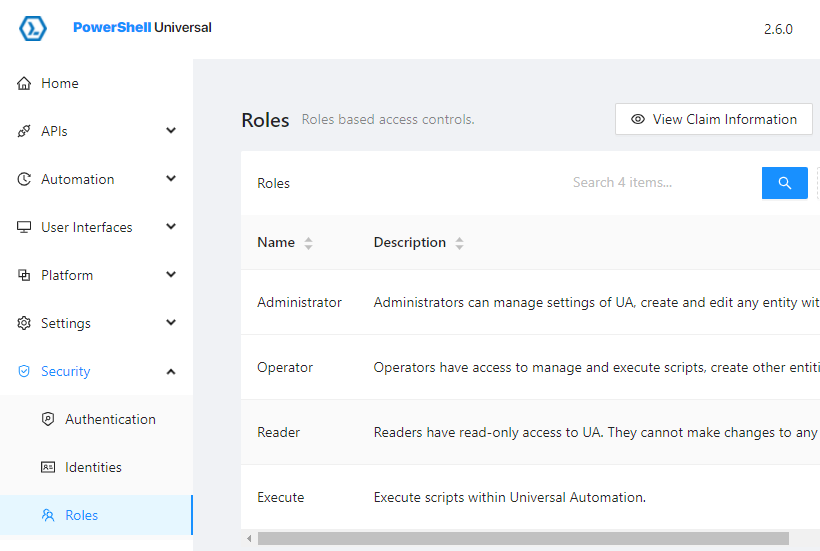 PowerShell Universal
2.6.0
Home
APIs
Automation
User Interfaces
Platform
Settings
Security
Authentication
Identities
Roles
Roles Roles based access controls.
View Claim Information
Roles
Search 4 items...
Name Description
Administrator Administrators can manage settings of UA, create and edit any entity wit
Operator Operators have access to manage and execute scripts, create other entiti
Reader Readers have read-only access to UA. They cannot make changes to any
Execute Execute scripts within Universal Automation.